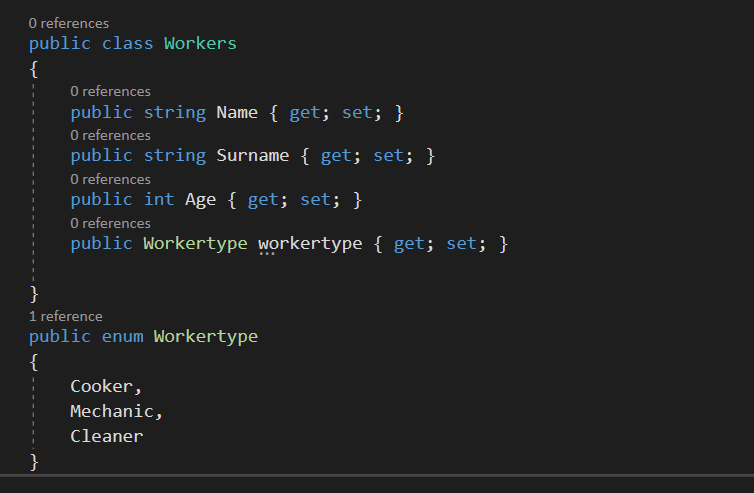 0 references
public class Workers
{
0 references
public string Name { get; set; }
0 references
public string Surname { get; set; }
0 references
public int Age { get; set; }
0 references
public Workertype workertype { get; set; }
}
1 reference
public enum Workertype
{
Cooker,
Mechanic,
Cleaner
}